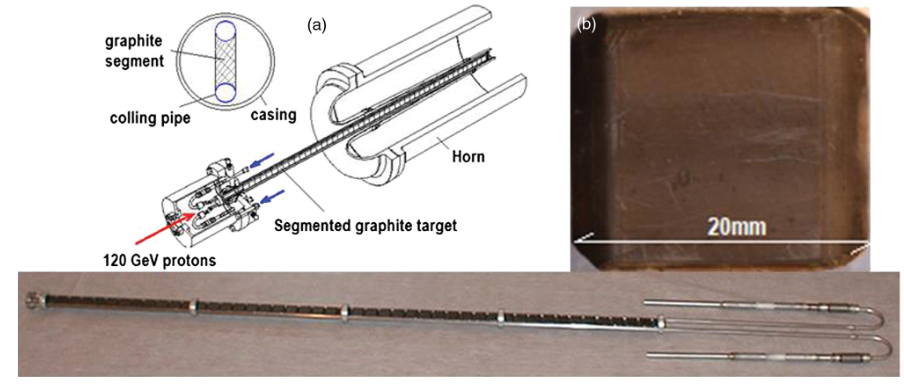 (a)
graphite
segment
colling pipe
casing
Horn
Segmented graphite target
120 GeV protons
(b)
20mm